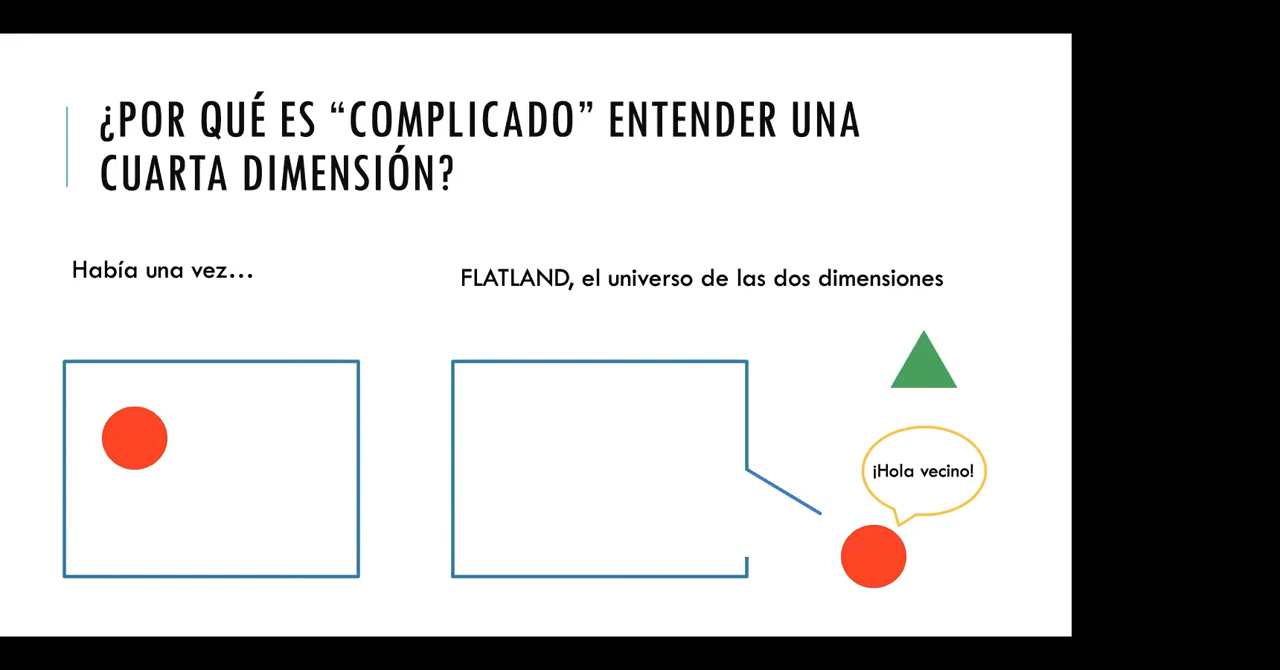 ¿POR QUÉ ES “COMPLICADO” ENTENDER UNA
CUARTA DIMENSIÓN?
Había una vez...
FLATLAND, el universo de las dos dimensiones
¡Hola vecino!